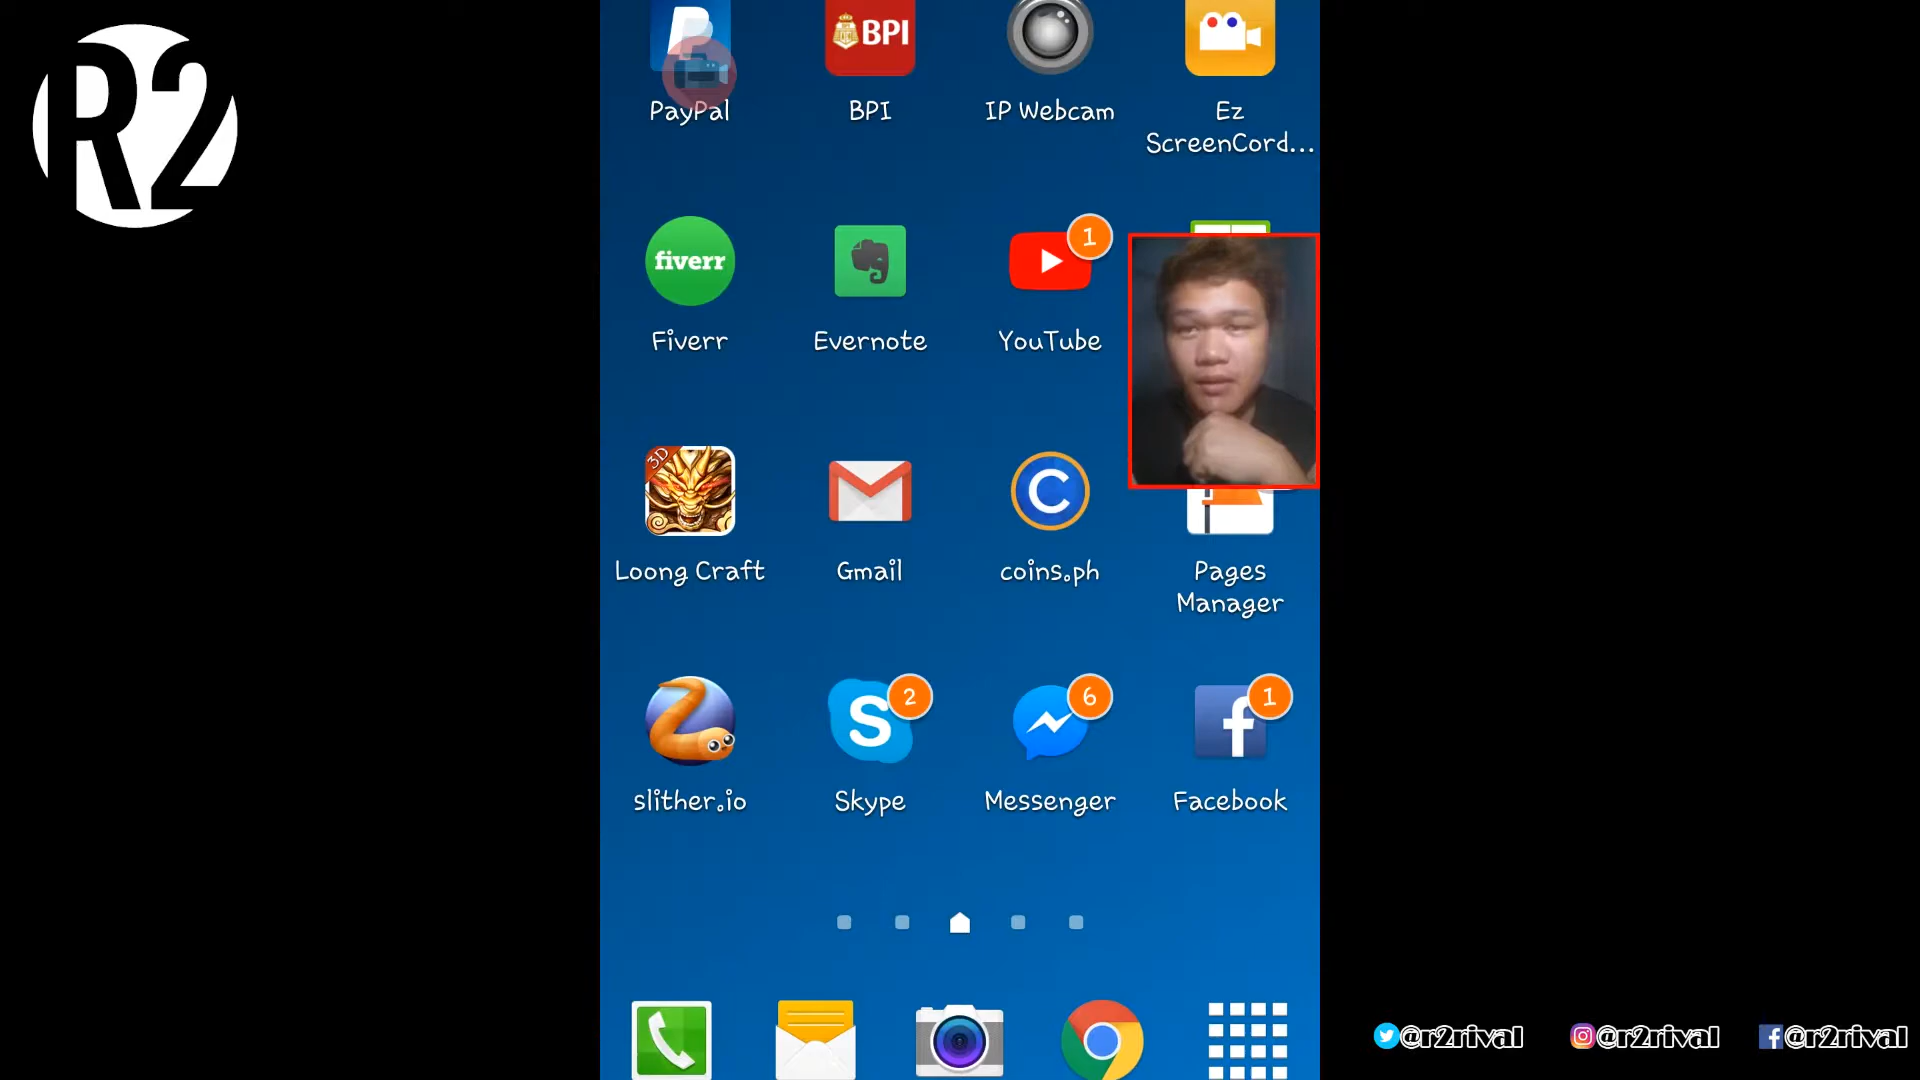 R2
BPI
PayPal
BPI
IP Webcam
Ez
ScreenCord...
fiverr
1
Fiverr
Evernote
YouTube
3D
C
Loong Craft
Gmail
coins.ph
Pages
Manager
S
2
6
f
1
slither.io
Skype
Messenger
Facebook
@r2rival
@r2rival
@r2rival